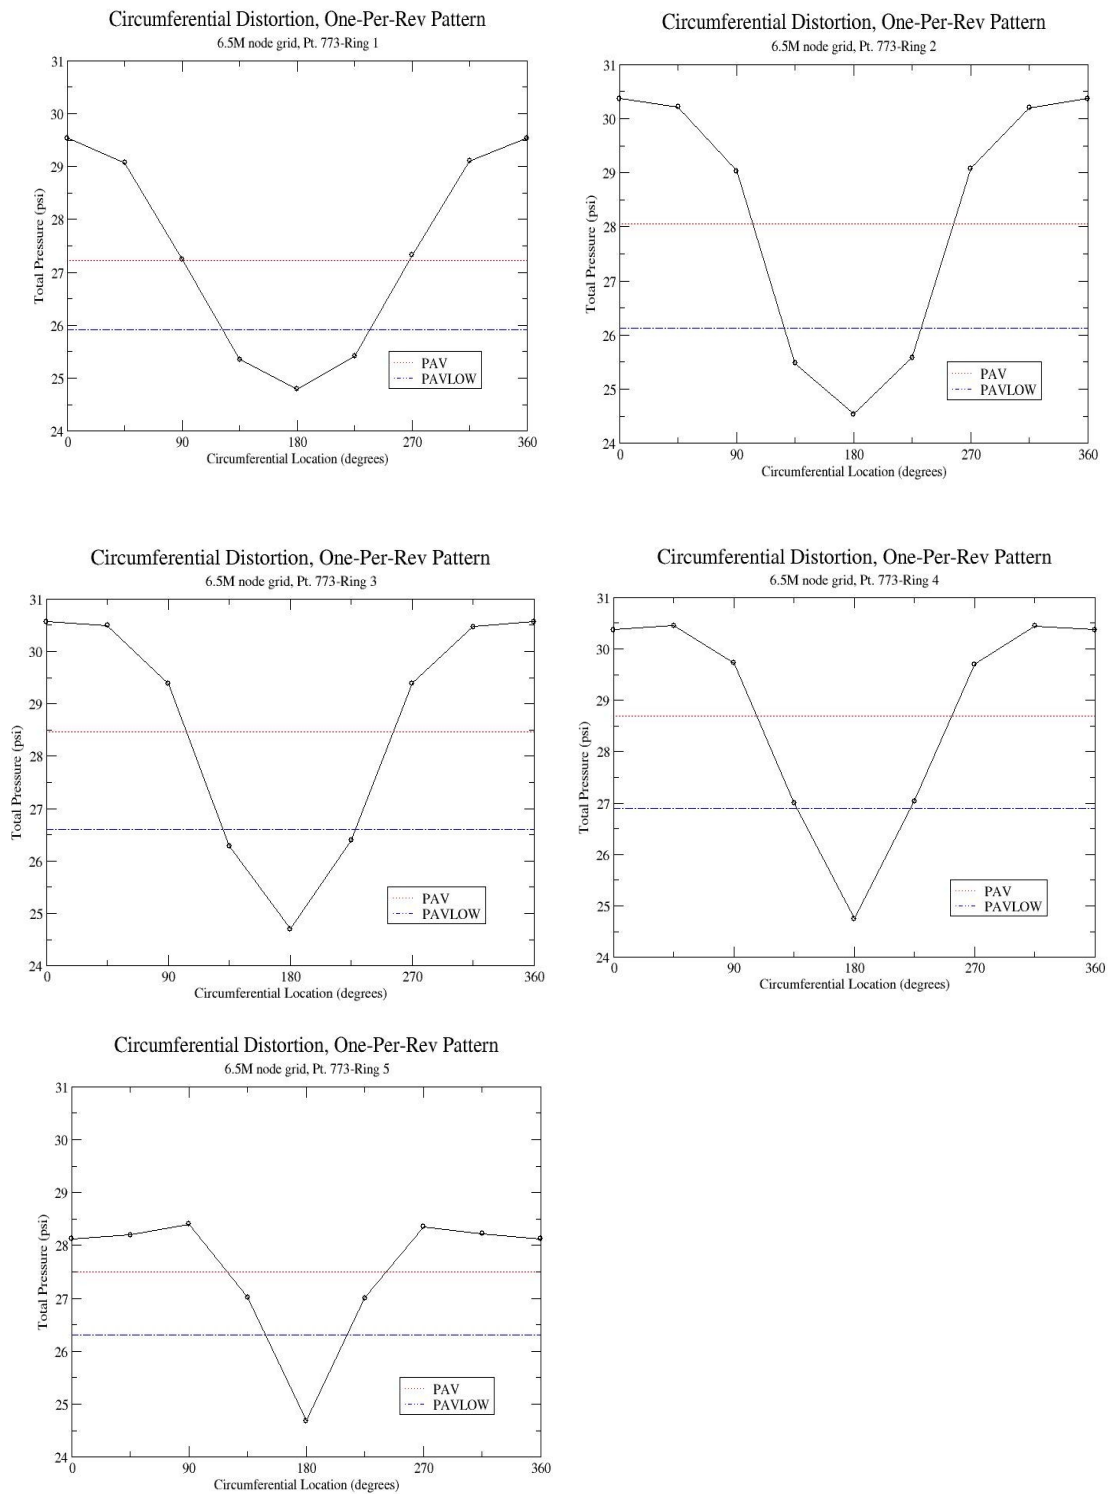 Circumferential Distortion, One-Per-Rev Pattern
6.5M node grid, Pt. 773-Ring 1
31
30
29
28
27
26
25
24
Total Pressure (psi)
PAV
PAVLOW
0 90 180 270 360
Circumferential Location (degrees)
Circumferential Distortion, One-Per-Rev Pattern
6.5M node grid, Pt. 773-Ring 2
31
30
29
28
27
26
25
24
Total Pressure (psi)
PAV
PAVLOW
0 90 180 270 360
Circumferential Location (degrees)
Circumferential Distortion, One-Per-Rev Pattern
6.5M node grid, Pt. 773-Ring 3
31
30
29
28
27
26
25
24
Total Pressure (psi)
PAV
PAVLOW
0 90 180 270 360
Circumferential Location (degrees)
Circumferential Distortion, One-Per-Rev Pattern
6.5M node grid, Pt. 773-Ring 4
31
30
29
28
27
26
25
24
Total Pressure (psi)
PAV
PAVLOW
0 90 180 270 360
Circumferential Location (degrees)
Circumferential Distortion, One-Per-Rev Pattern
6.5M node grid, Pt. 773-Ring 5
31
30
29
28
27
26
25
24
Total Pressure (psi)
PAV
PAVLOW
0 90 180 270 360
Circumferential Location (degrees)